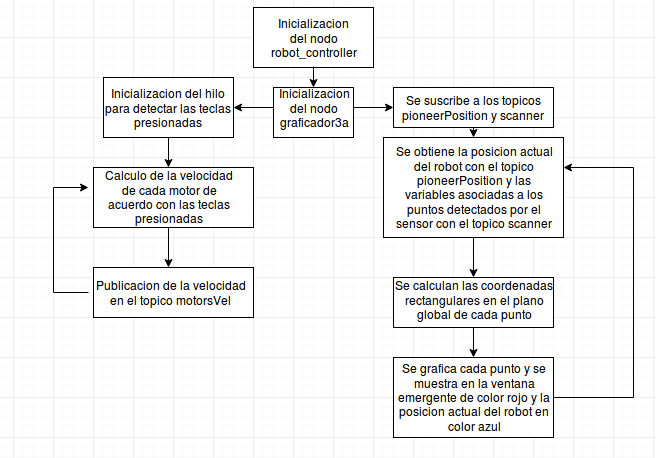 Inicializacion
del nodo
robot_controller
Inicializacion del hilo
para detectar las teclas
presionadas
Inicializacion
del nodo
graficador3a
Se suscribe a los topicos
pioneerPosition y scanner
Calculo de la velocidad
de cada motor de
acuerdo con las teclas
presionadas
Se obtiene la posicion actual
del robot con el topico
pioneerPosition y las
variables asociadas a los
puntos detectados por el
sensor con el topico scanner
Publicacion de la velocidad
en el topico motorsVel
Se calculan las coordenadas
rectangulares en el plano
global de cada punto
Se grafica cada punto y se
muestra en la ventana
emergente de color rojo y la
posicion actual del robot en
color azul